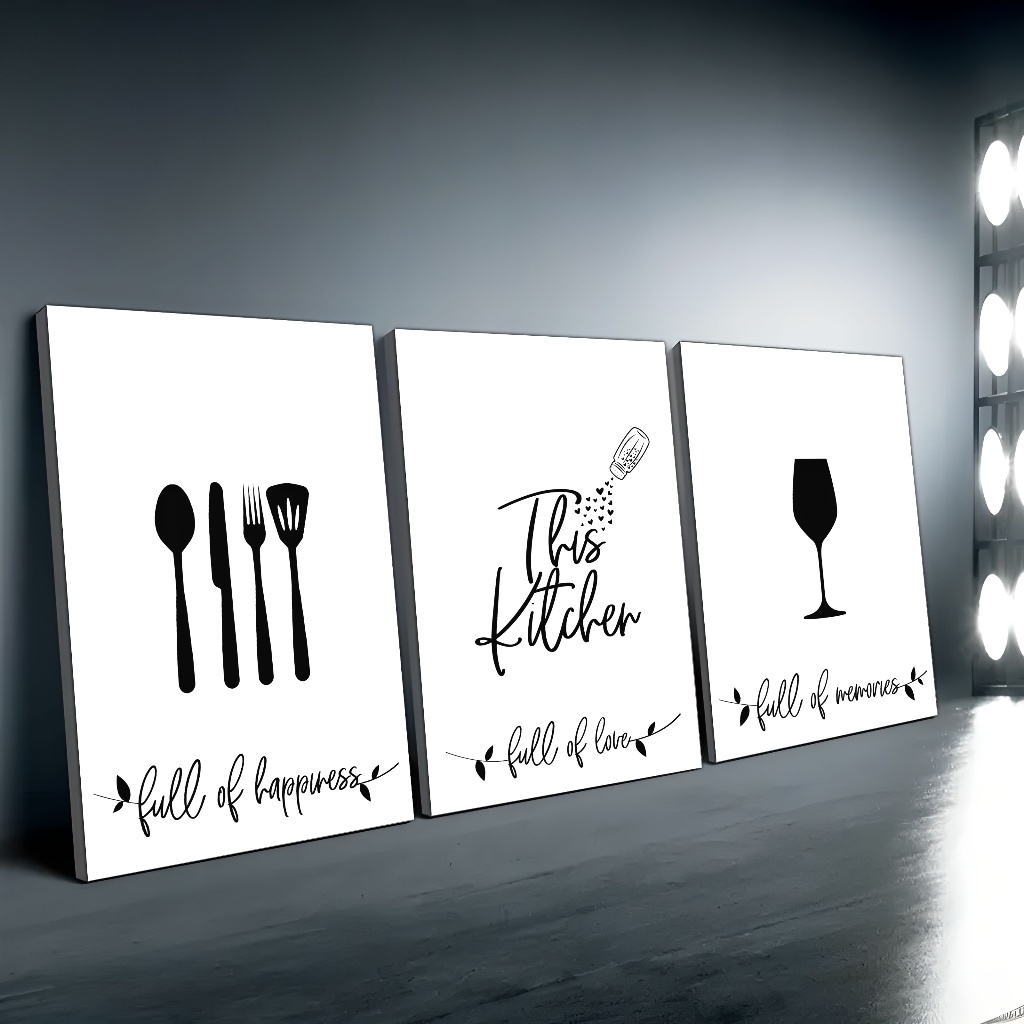 full of happiness
This
Kitchen
full of love
full of memories